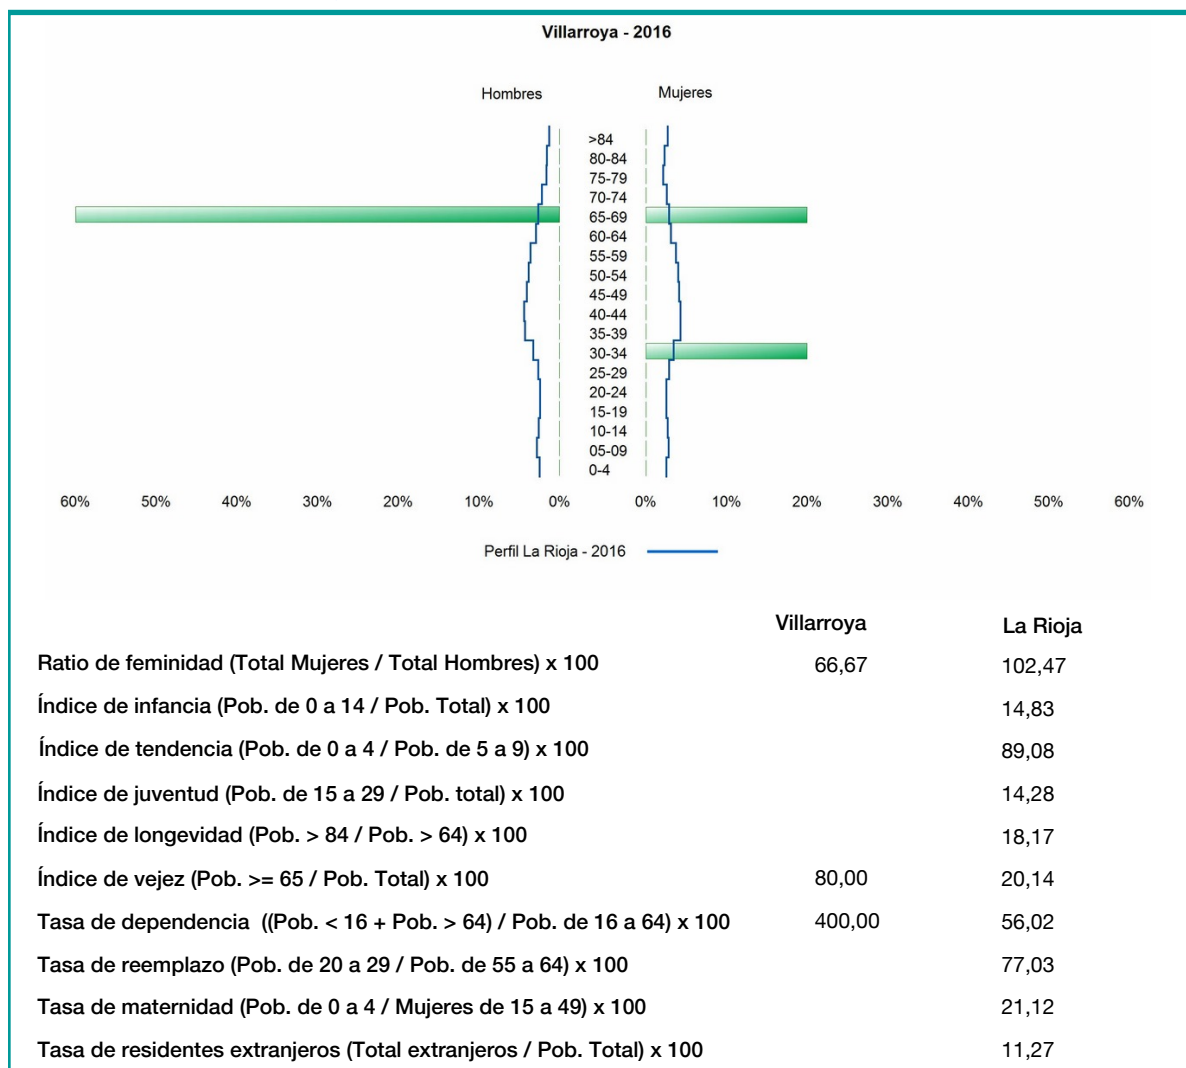 Villarroya - 2016
Hombres Mujeres
>84
80-84
75-79
70-74
65-69
60-64
55-59
50-54
45-49
40-44
35-39
30-34
25-29
20-24
15-19
10-14
05-09
0-4
60% 50% 40% 30% 20% 10% 0% 0% 10% 20% 30% 40% 50% 60%
Perfil La Rioja - 2016
Villarroya La Rioja
Ratio de feminidad (Total Mujeres / Total Hombres) x 100 66,67 102,47
Índice de infancia (Pob. de 0 a 14 / Pob. Total) x 100 14,83
Índice de tendencia (Pob. de 0 a 4 / Pob. de 5 a 9) x 100 89,08
Índice de juventud (Pob. de 15 a 29 / Pob. total) x 100 14,28
Índice de longevidad (Pob. > 84 / Pob. > 64) x 100 18,17
Índice de vejez (Pob. >= 65 / Pob. Total) x 100 80,00 20,14
Tasa de dependencia ((Pob. < 16 + Pob. > 64) / Pob. de 16 a 64) x 100 400,00 56,02
Tasa de reemplazo (Pob. de 20 a 29 / Pob. de 55 a 64) x 100 77,03
Tasa de maternidad (Pob. de 0 a 4 / Mujeres de 15 a 49) x 100 21,12
Tasa de residentes extranjeros (Total extranjeros / Pob. Total) x 100 11,27